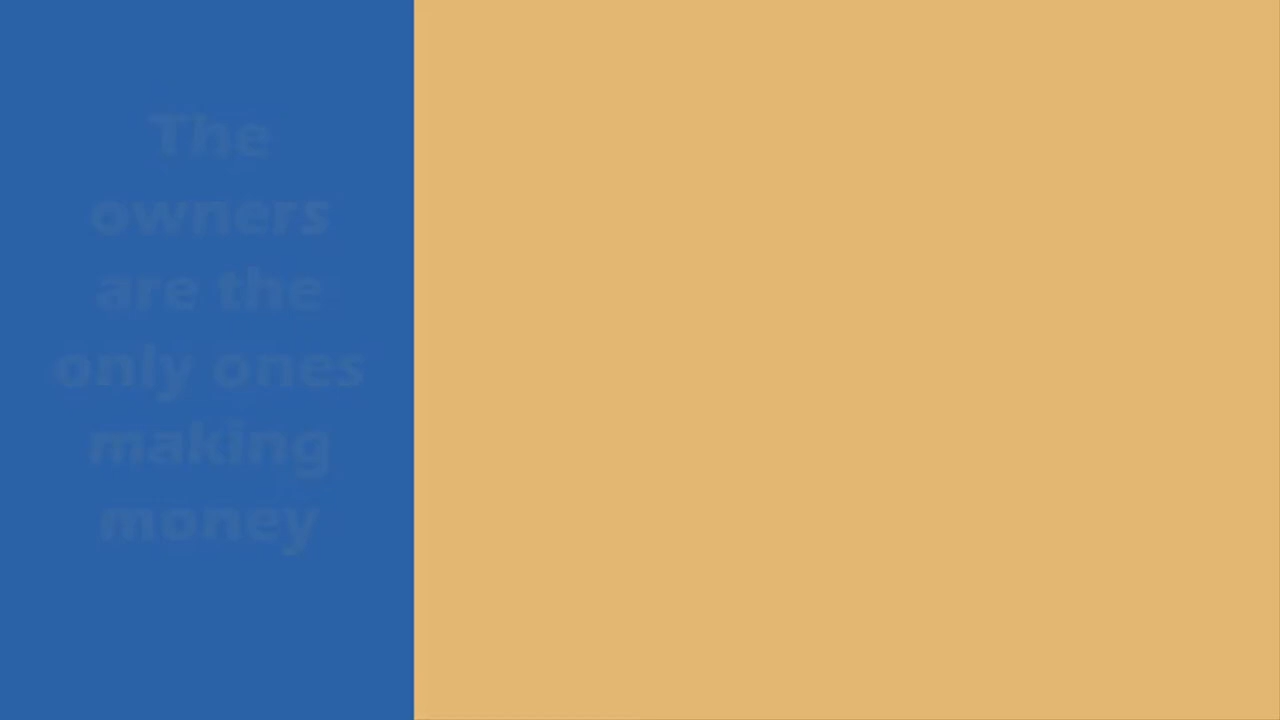 The
owners
are the
only ones
making
money